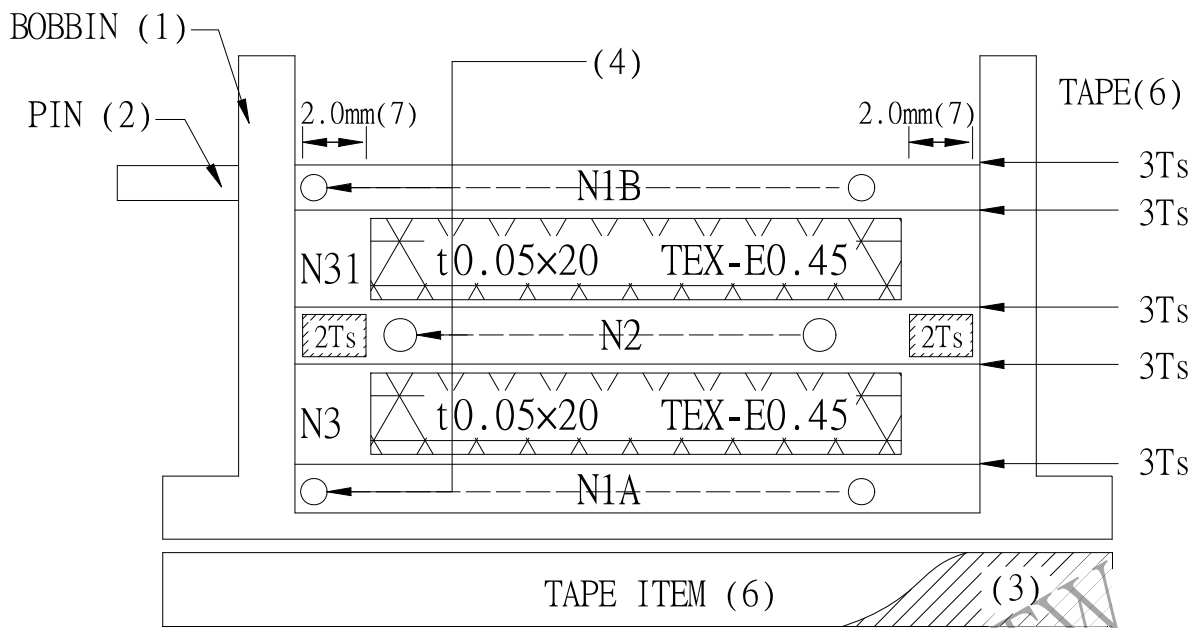 BOBBIN (1)
(4)
TAPE(6)
2.0mm(7)
2.0mm(7)
PIN (2)
3Ts
N1B
3Ts
N31
t0.05×20 TEX-E0.45
3Ts
2Ts
N2
2Ts
3Ts
N3
t0.05×20 TEX-E0.45
3Ts
N1A
TAPE ITEM (6)
(3)